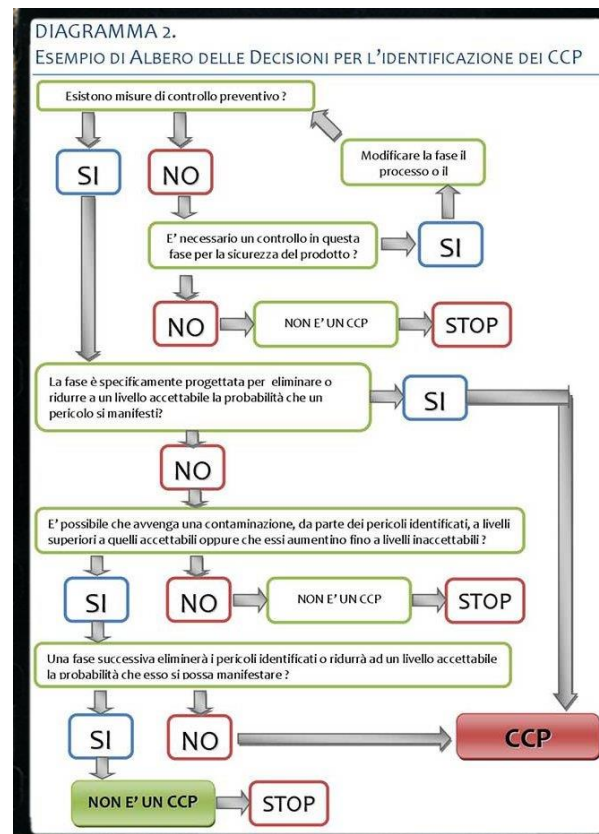 DIAGRAMMA 2.
ESEMPIO DI ALBERO DELLE DECISIONI PER L'IDENTIFICAZIONE DEI CCP
Esistono misure di controllo preventivo ?
SI
NO
Modificare la fase il
processo o il
E' necessario un controllo in questa
fase per la sicurezza del prodotto ?
SI
NO
NON E' UN CCP
STOP
La fase è specificamente progettata per eliminare o
ridurre a un livello accettabile la probabilità che un
pericolo si manifesti?
SI
NO
E' possibile che avvenga una contaminazione, da parte dei pericoli identificati, a livelli
superiori a quelli accettabili oppure che essi aumentino fino a livelli inaccettabili ?
SI
NO
NON E' UN CCP
STOP
Una fase successiva eliminerà i pericoli identificati o ridurrà ad un livello accettabile
la probabilità che esso si possa manifestare ?
SI
NO
CCP
NON E' UN CCP
STOP